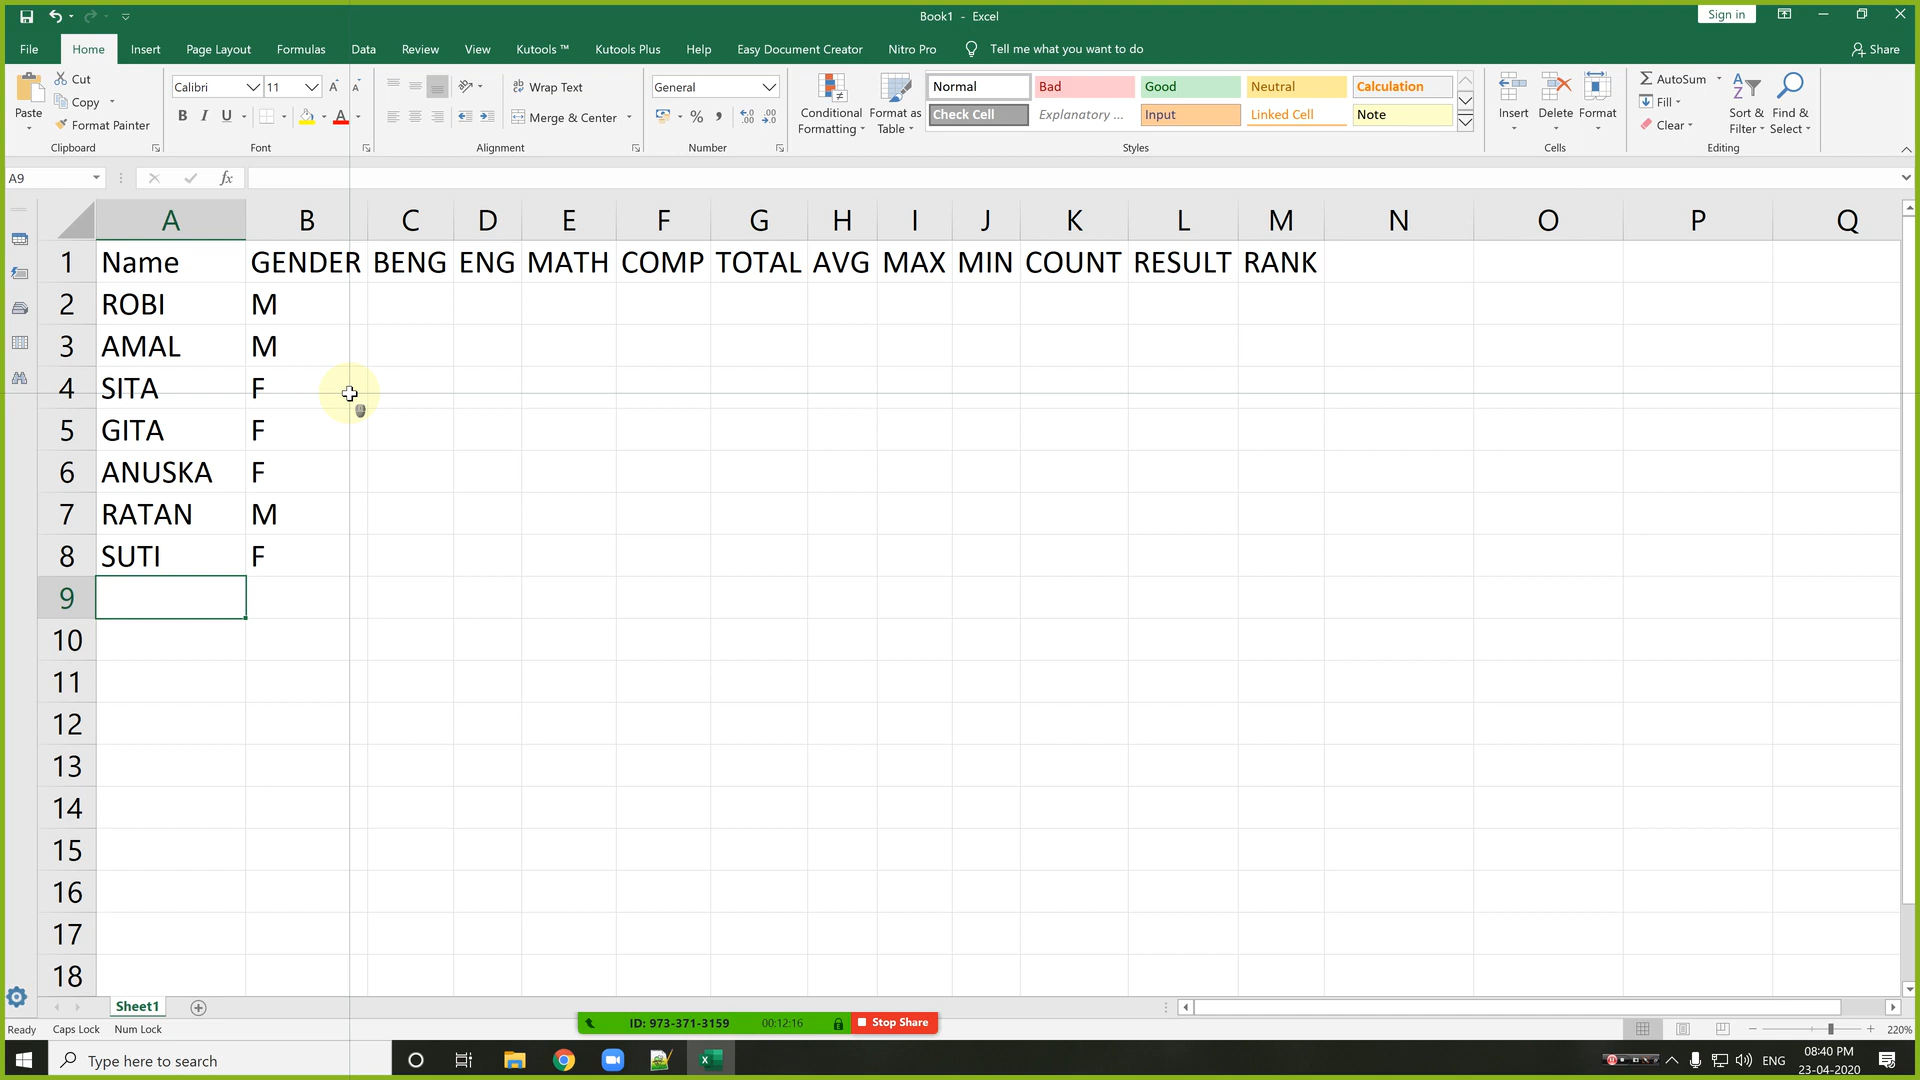 Book1 - Excel
Sign in
File Home Insert Page Layout Formulas Data Review View Kutools ™ Kutools Plus Help Easy Document Creator Nitro Pro Tell me what you want to do Share
Cut
Copy
Format Painter
Paste
Clipboard
Calibri 11
B I U
Font
Wrap Text
Merge & Center
Alignment
General
Number
Conditional Formatting
Format as Table
Normal Bad Good Neutral Calculation
Check Cell Explanatory ... Input Linked Cell Note
Styles
Insert Delete Format
Cells
AutoSum
Fill
Clear
Sort & Filter
Find & Select
Editing
A9
fx
A B C D E F G H I J K L M N O P Q
1 Name GENDER BENG ENG MATH COMP TOTAL AVG MAX MIN COUNT RESULT RANK
2 ROBI M
3 AMAL M
4 SITA F
5 GITA F
6 ANUSKA F
7 RATAN M
8 SUTI F
9
10
11
12
13
14
15
16
17
18
Sheet1
Ready Caps Lock Num Lock
ID: 973-371-3159 00:12:16 Stop Share
220%
Type here to search
ENG
08:40 PM
23-04-2020